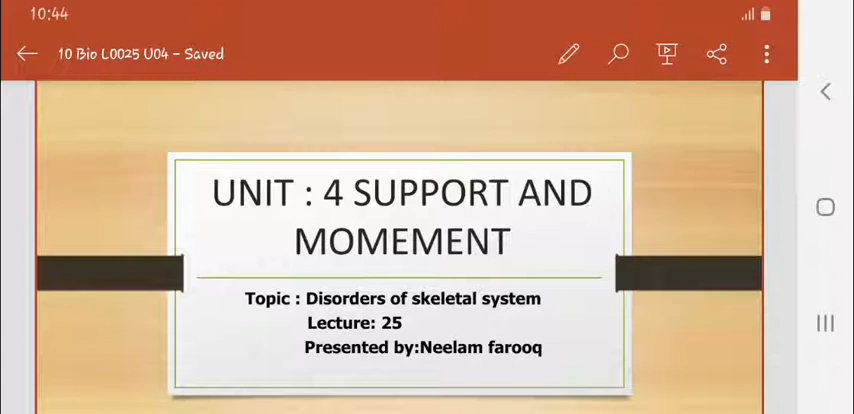 10:44
10 Bio L0025 U04 – Saved
UNIT : 4 SUPPORT AND
MOMEMENT
Topic : Disorders of skeletal system
Lecture: 25
Presented by:Neelam farooq